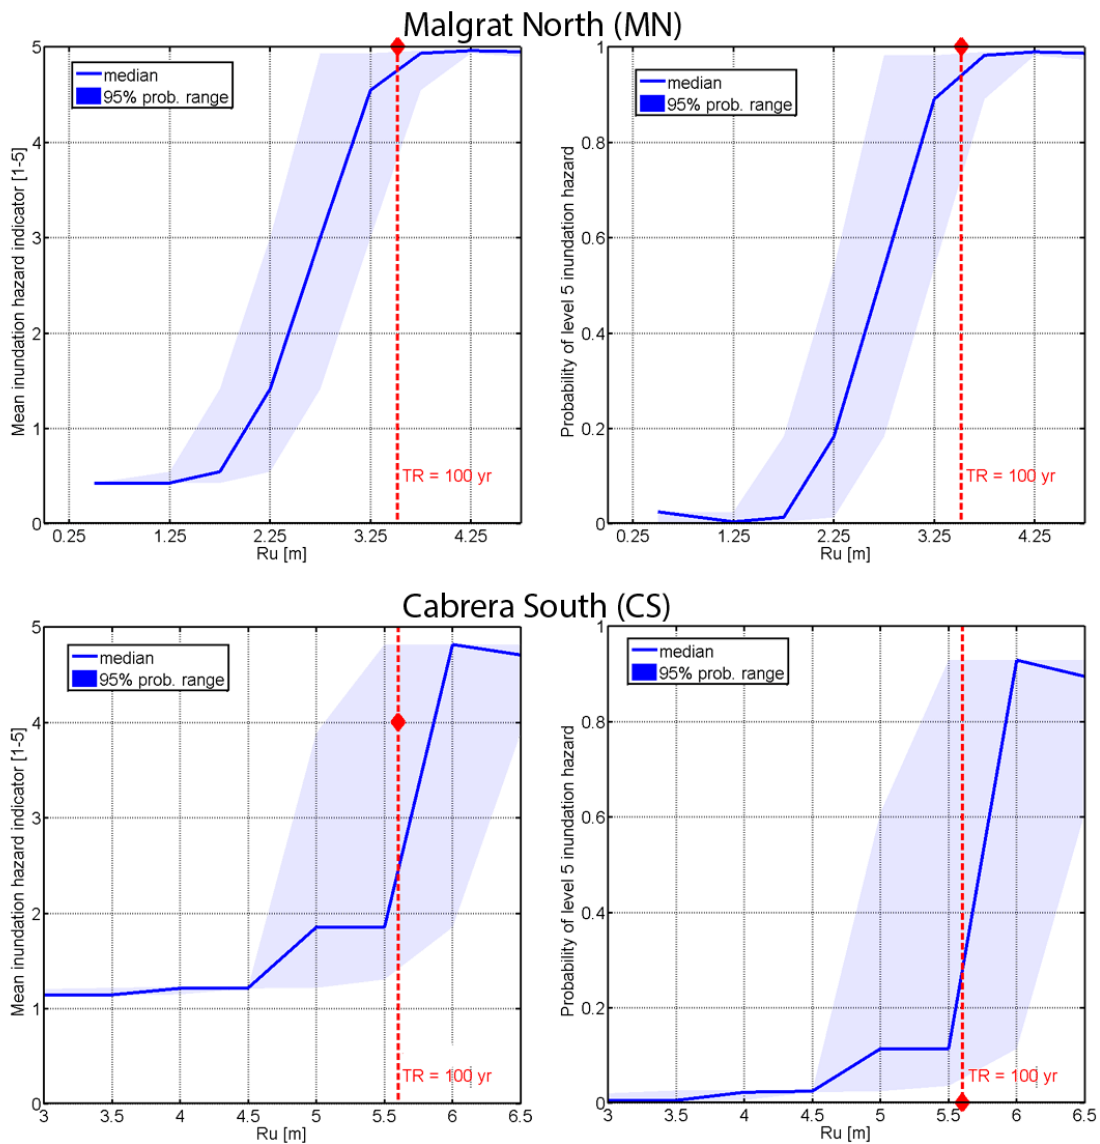 Malgrat North (MN)
5
4
3
2
1
0
Mean inundation hazard indicator [1-5]
median
95% prob. range
TR = 100 yr
0.25 1.25 2.25 3.25 4.25
Ru [m]
1
0.8
0.6
0.4
0.2
0
Probability of level 5 inundation hazard
median
95% prob. range
TR = 100 yr
0.25 1.25 2.25 3.25 4.25
Ru [m]
Cabrera South (CS)
5
4
3
2
1
0
Mean inundation hazard indicator [1-5]
median
95% prob. range
TR = 100 yr
3 3.5 4 4.5 5 5.5 6 6.5
Ru [m]
1
0.8
0.6
0.4
0.2
0
Probability of level 5 inundation hazard
median
95% prob. range
TR = 100 yr
3 3.5 4 4.5 5 5.5 6 6.5
Ru [m]